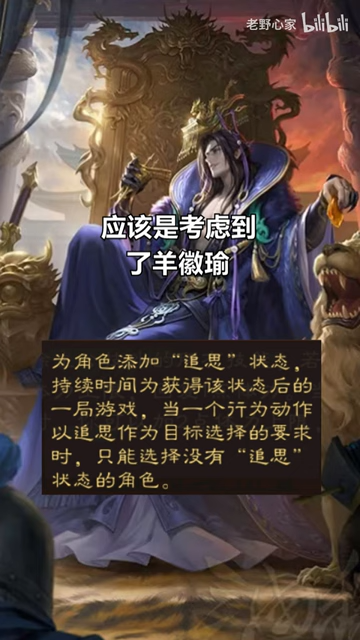 老野心家 bilibili
应该是考虑到
了羊徽瑜
为角色添加“追思”状态，
持续时间为获得该状态后的
一局游戏，当一个行为动作
以追思作为目标选择的要求
时，只能选择没有“追思”
状态的角色。